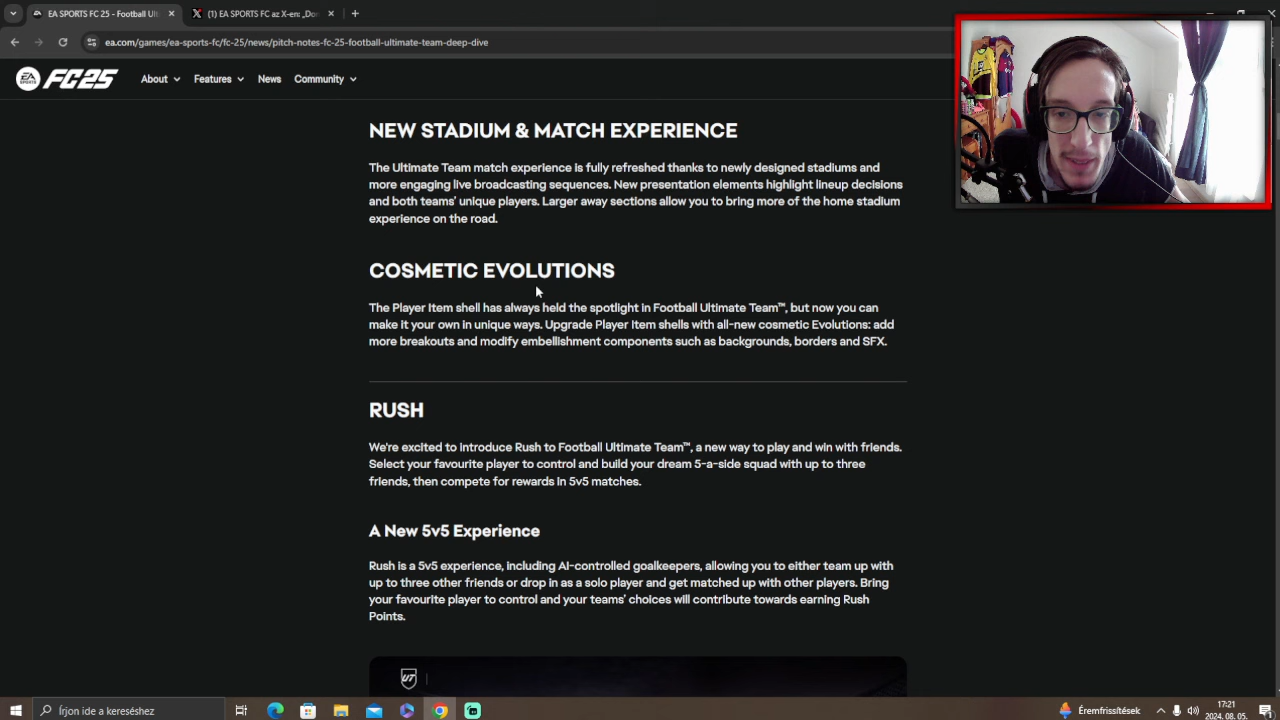 EA SPORTS FC 25 - Football Ult
(1) EA SPORTS FC az X-en: „Don
ea.com/games/ea-sports-fc/fc-25/news/pitch-notes-fc-25-football-ultimate-team-deep-dive
EA SPORTS FC25
About
Features
News
Community
NEW STADIUM & MATCH EXPERIENCE
The Ultimate Team match experience is fully refreshed thanks to newly designed stadiums and
more engaging live broadcasting sequences. New presentation elements highlight lineup decisions
and both teams' unique players. Larger away sections allow you to bring more of the home stadium
experience on the road.
COSMETIC EVOLUTIONS
The Player Item shell has always held the spotlight in Football Ultimate Team™, but now you can
make it your own in unique ways. Upgrade Player Item shells with all-new cosmetic Evolutions: add
more breakouts and modify embellishment components such as backgrounds, borders and SFX.
RUSH
We're excited to introduce Rush to Football Ultimate Team™, a new way to play and win with friends.
Select your favourite player to control and build your dream 5-a-side squad with up to three
friends, then compete for rewards in 5v5 matches.
A New 5v5 Experience
Rush is a 5v5 experience, including AI-controlled goalkeepers, allowing you to either team up with
up to three other friends or drop in as a solo player and get matched up with other players. Bring
your favourite player to control and your teams' choices will contribute towards earning Rush
Points.
UT
Írjon ide a kereséshez
Éremfrissítések
17:21
2024. 08. 05.